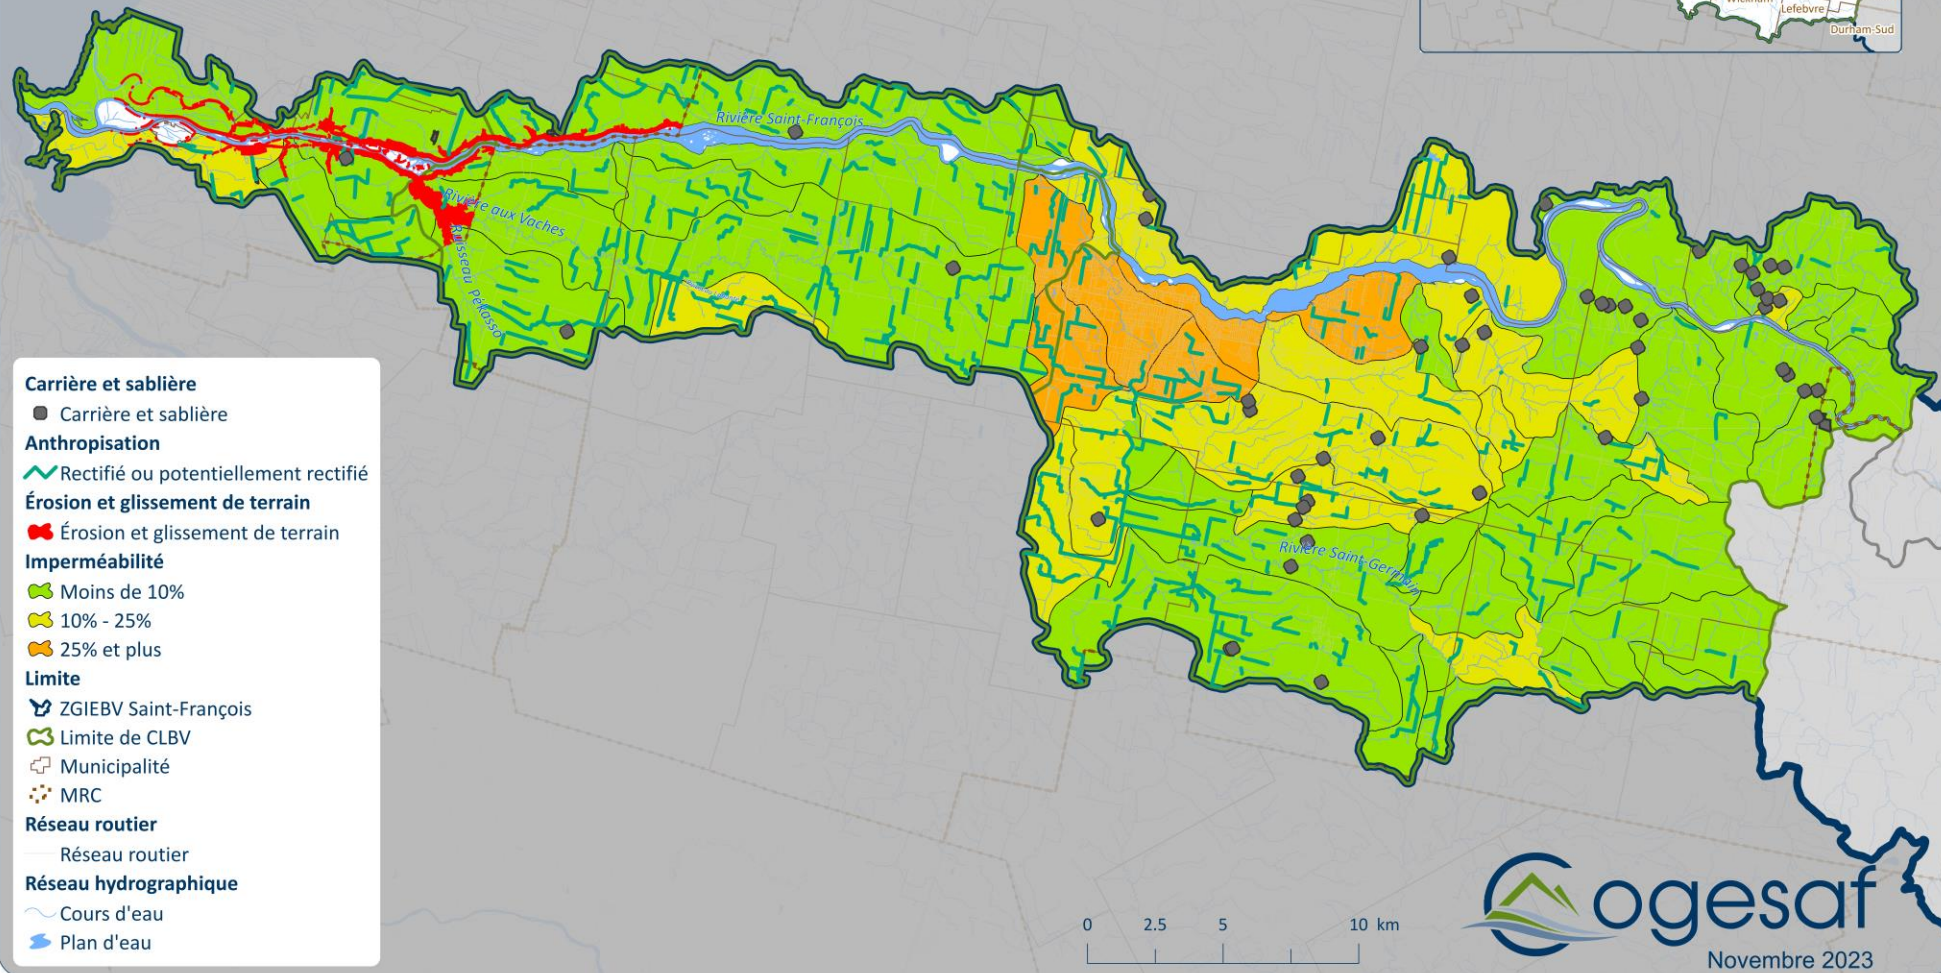 Lefebvre
Durham-Sud
Rivière Saint-François
Rivière aux Vaches
Ruisseau Pékasso
Rivière Saint-Germain
Carrière et sablière
Carrière et sablière
Anthropisation
Rectifié ou potentiellement rectifié
Érosion et glissement de terrain
Érosion et glissement de terrain
Imperméabilité
Moins de 10%
10% - 25%
25% et plus
Limite
ZGIEBV Saint-François
Limite de CLBV
Municipalité
MRC
Réseau routier
Réseau routier
Réseau hydrographique
Cours d'eau
Plan d'eau
0 2.5 5 10 km
Cogesaf
Novembre 2023